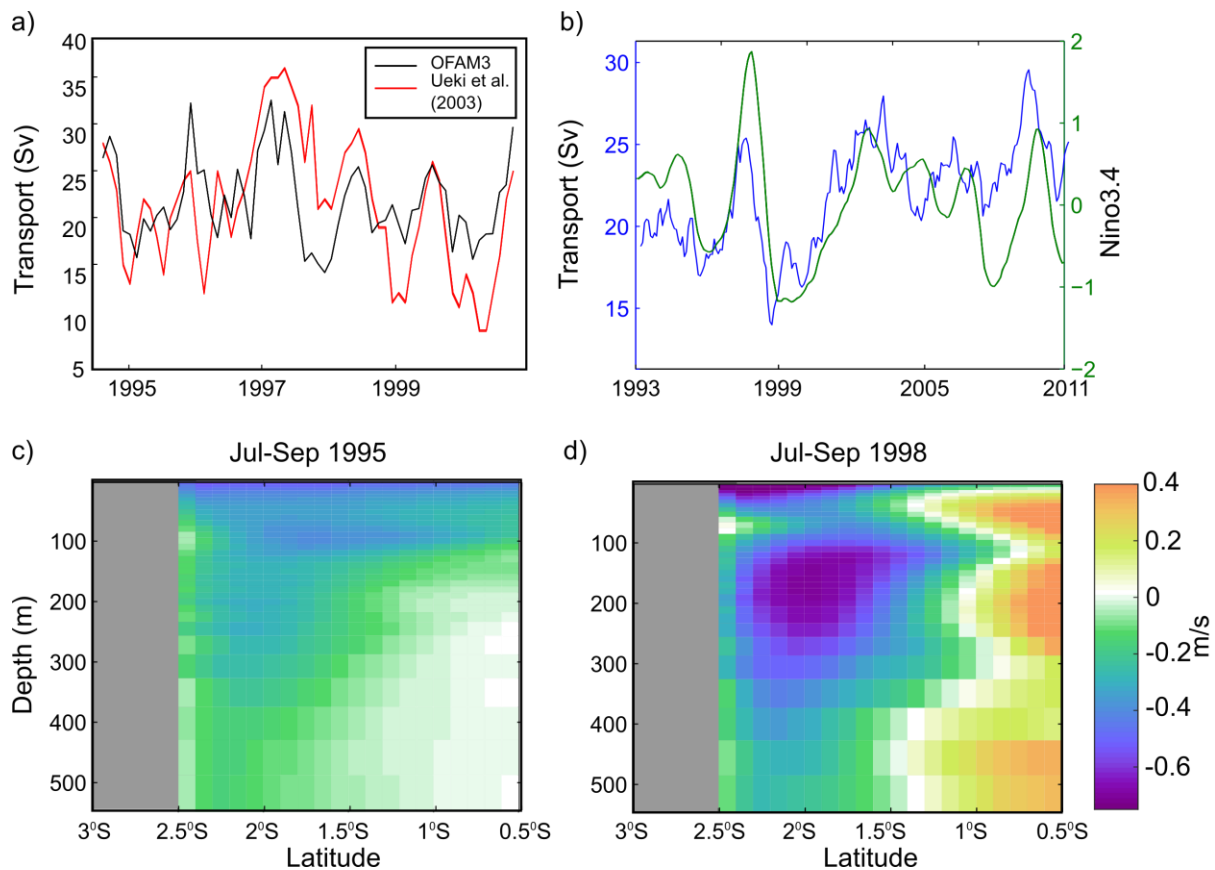 a)
40
35
30
25
20
15
10
5
Transport (Sv)
OFAM3
Ueki et al.
(2003)
1995
1997
1999
b)
30
25
20
15
Transport (Sv)
2
1
0
−1
−2
Nino3.4
1993
1999
2005
2011
c)
Jul-Sep 1995
100
200
300
400
500
Depth (m)
3⁰S
2.5⁰S
2⁰S
1.5⁰S
1⁰S
0.5⁰S
Latitude
d)
Jul-Sep 1998
100
200
300
400
500
3⁰S
2.5⁰S
2⁰S
1.5⁰S
1⁰S
0.5⁰S
Latitude
0.4
0.2
0
-0.2
-0.4
-0.6
m/s